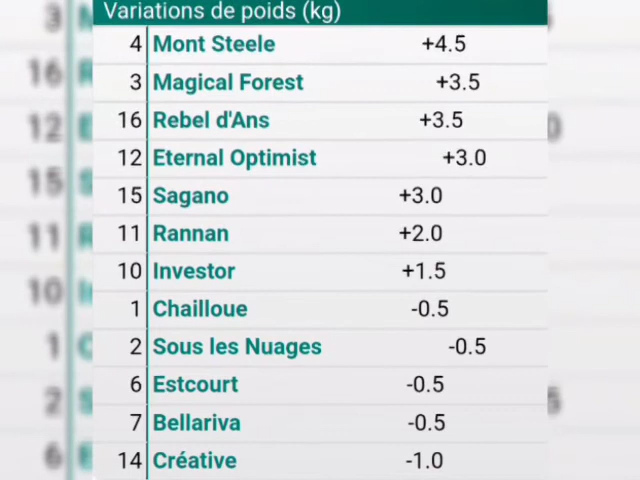 Variations de poids (kg)
4 Mont Steele +4.5
3 Magical Forest +3.5
16 Rebel d'Ans +3.5
12 Eternal Optimist +3.0
15 Sagano +3.0
11 Rannan +2.0
10 Investor +1.5
1 Chailloue -0.5
2 Sous les Nuages -0.5
6 Estcourt -0.5
7 Bellariva -0.5
14 Créative -1.0